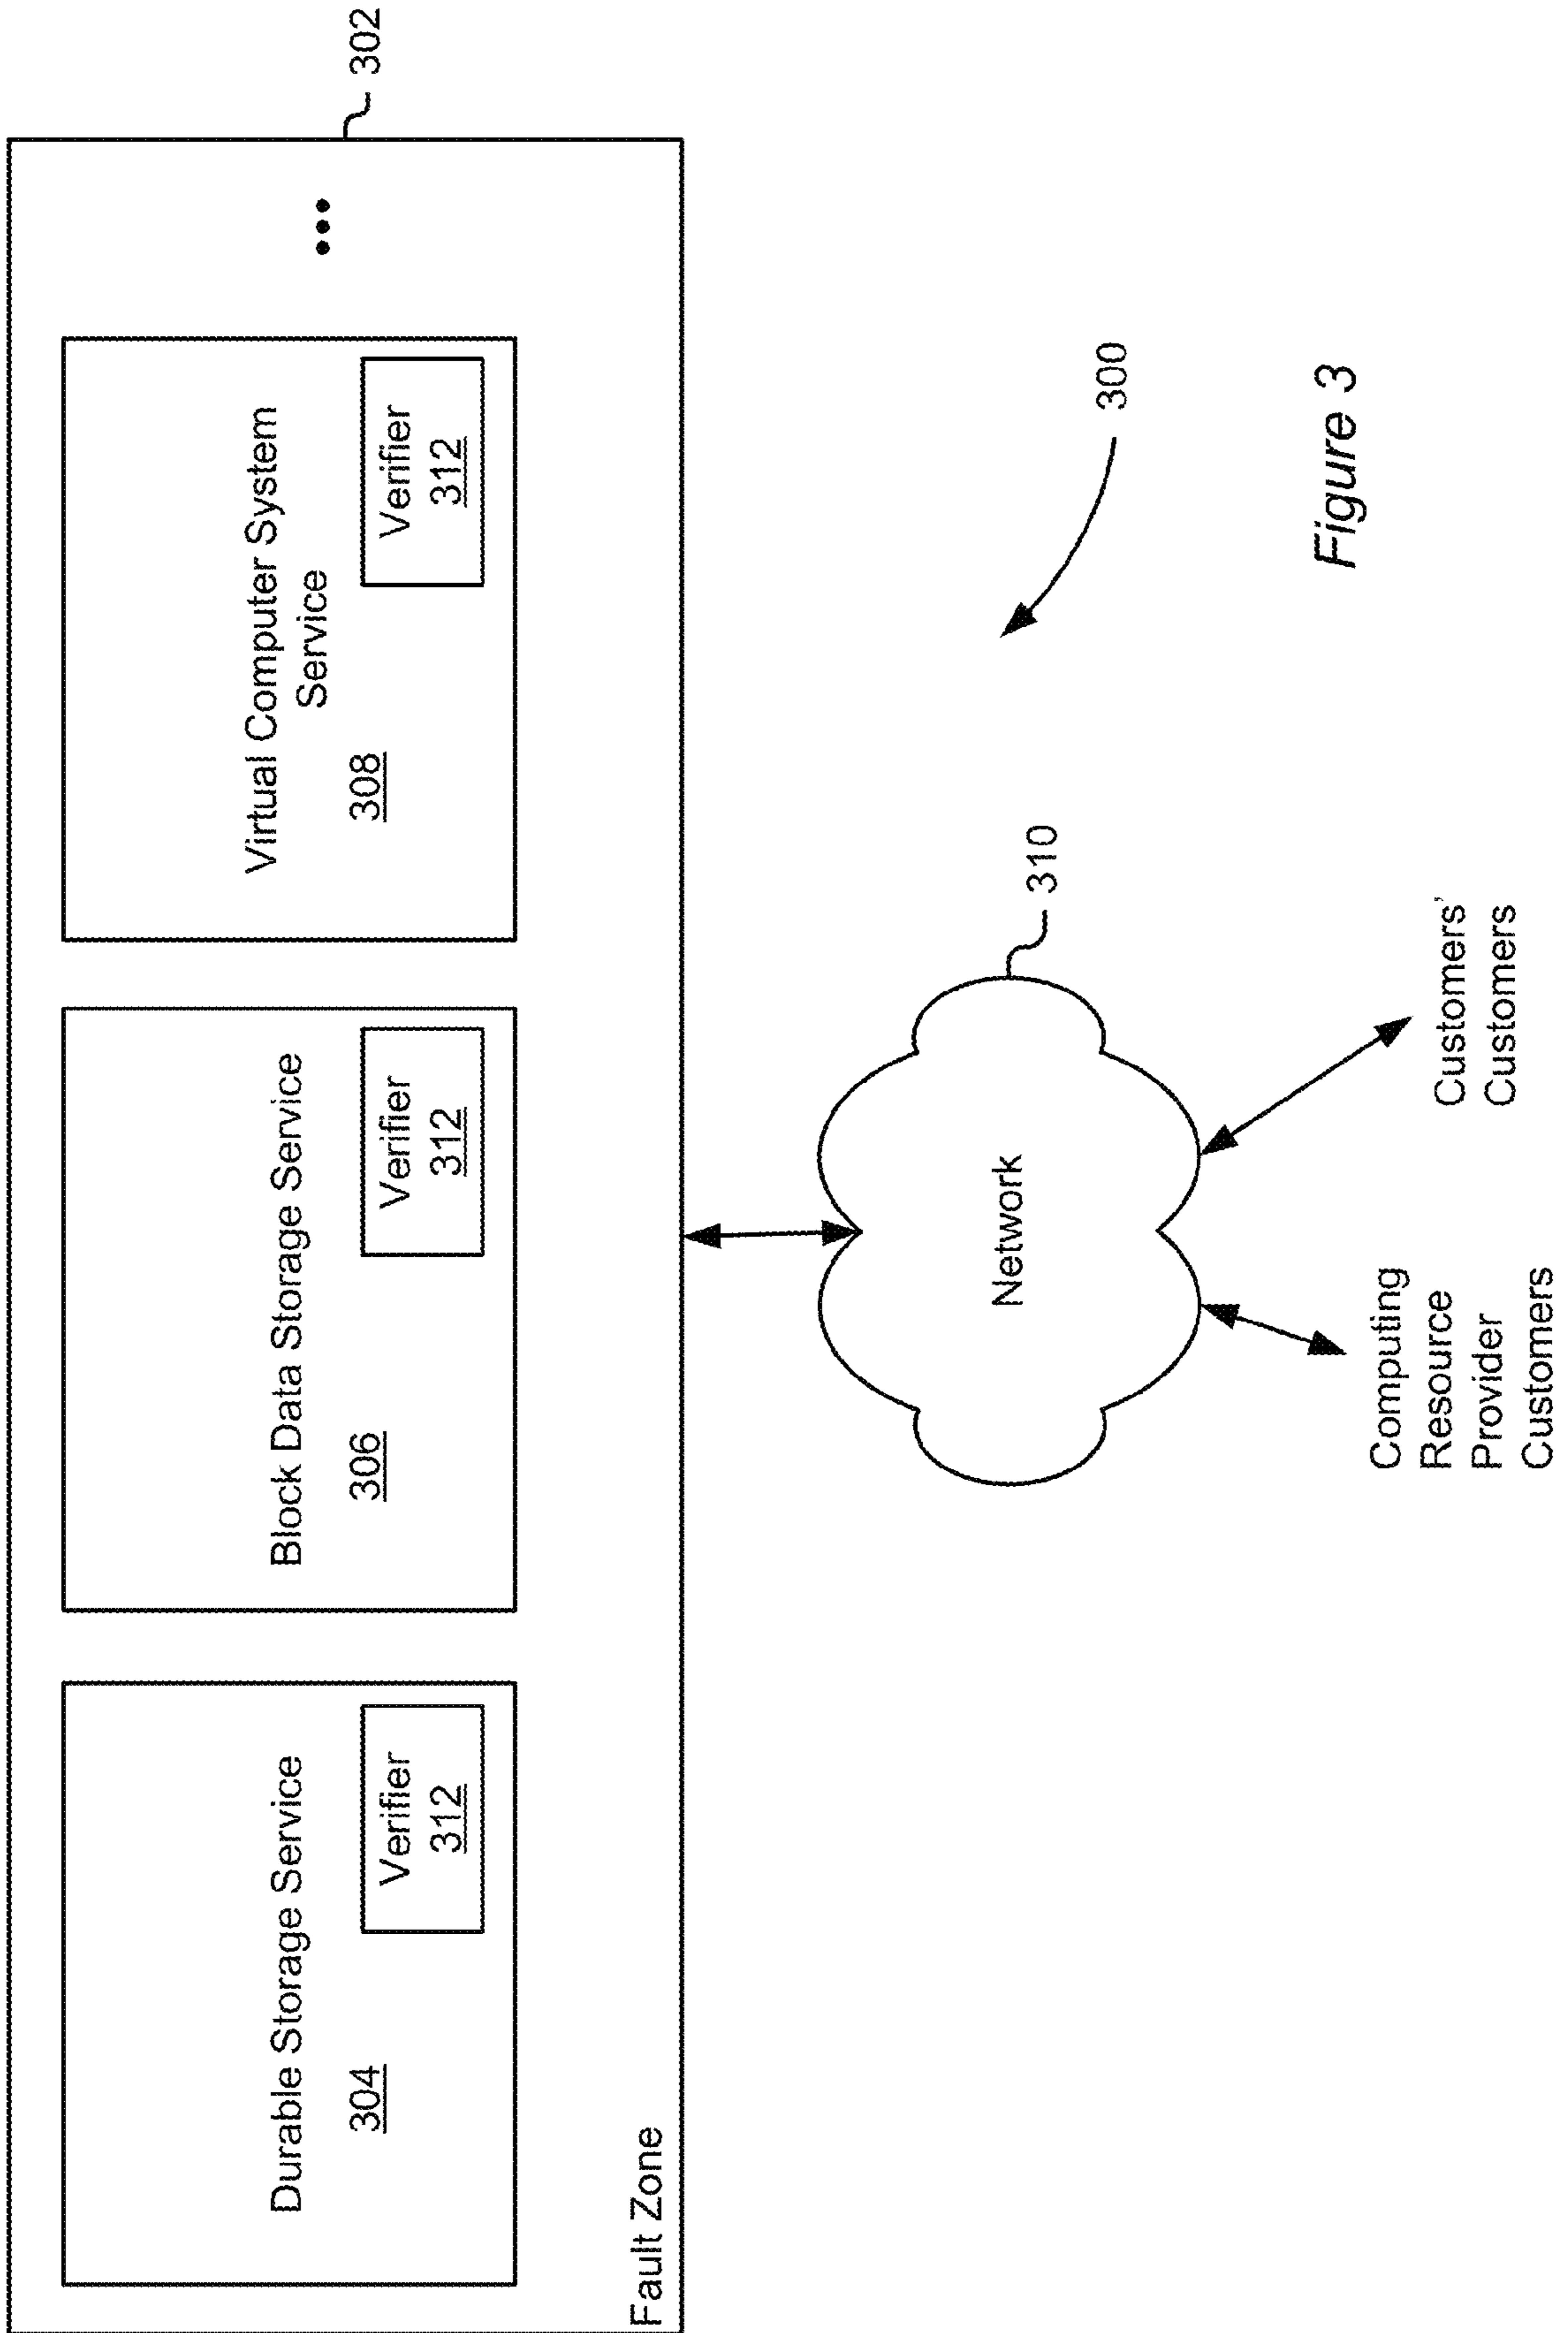 302
Durable Storage Service
304
Verifier
312
Block Data Storage Service
306
Verifier
312
Virtual Computer System
Service
308
Verifier
312
•••
Fault Zone
Network
310
300
Computing
Resource
Provider
Customers
Customers’
Customers
Figure 3